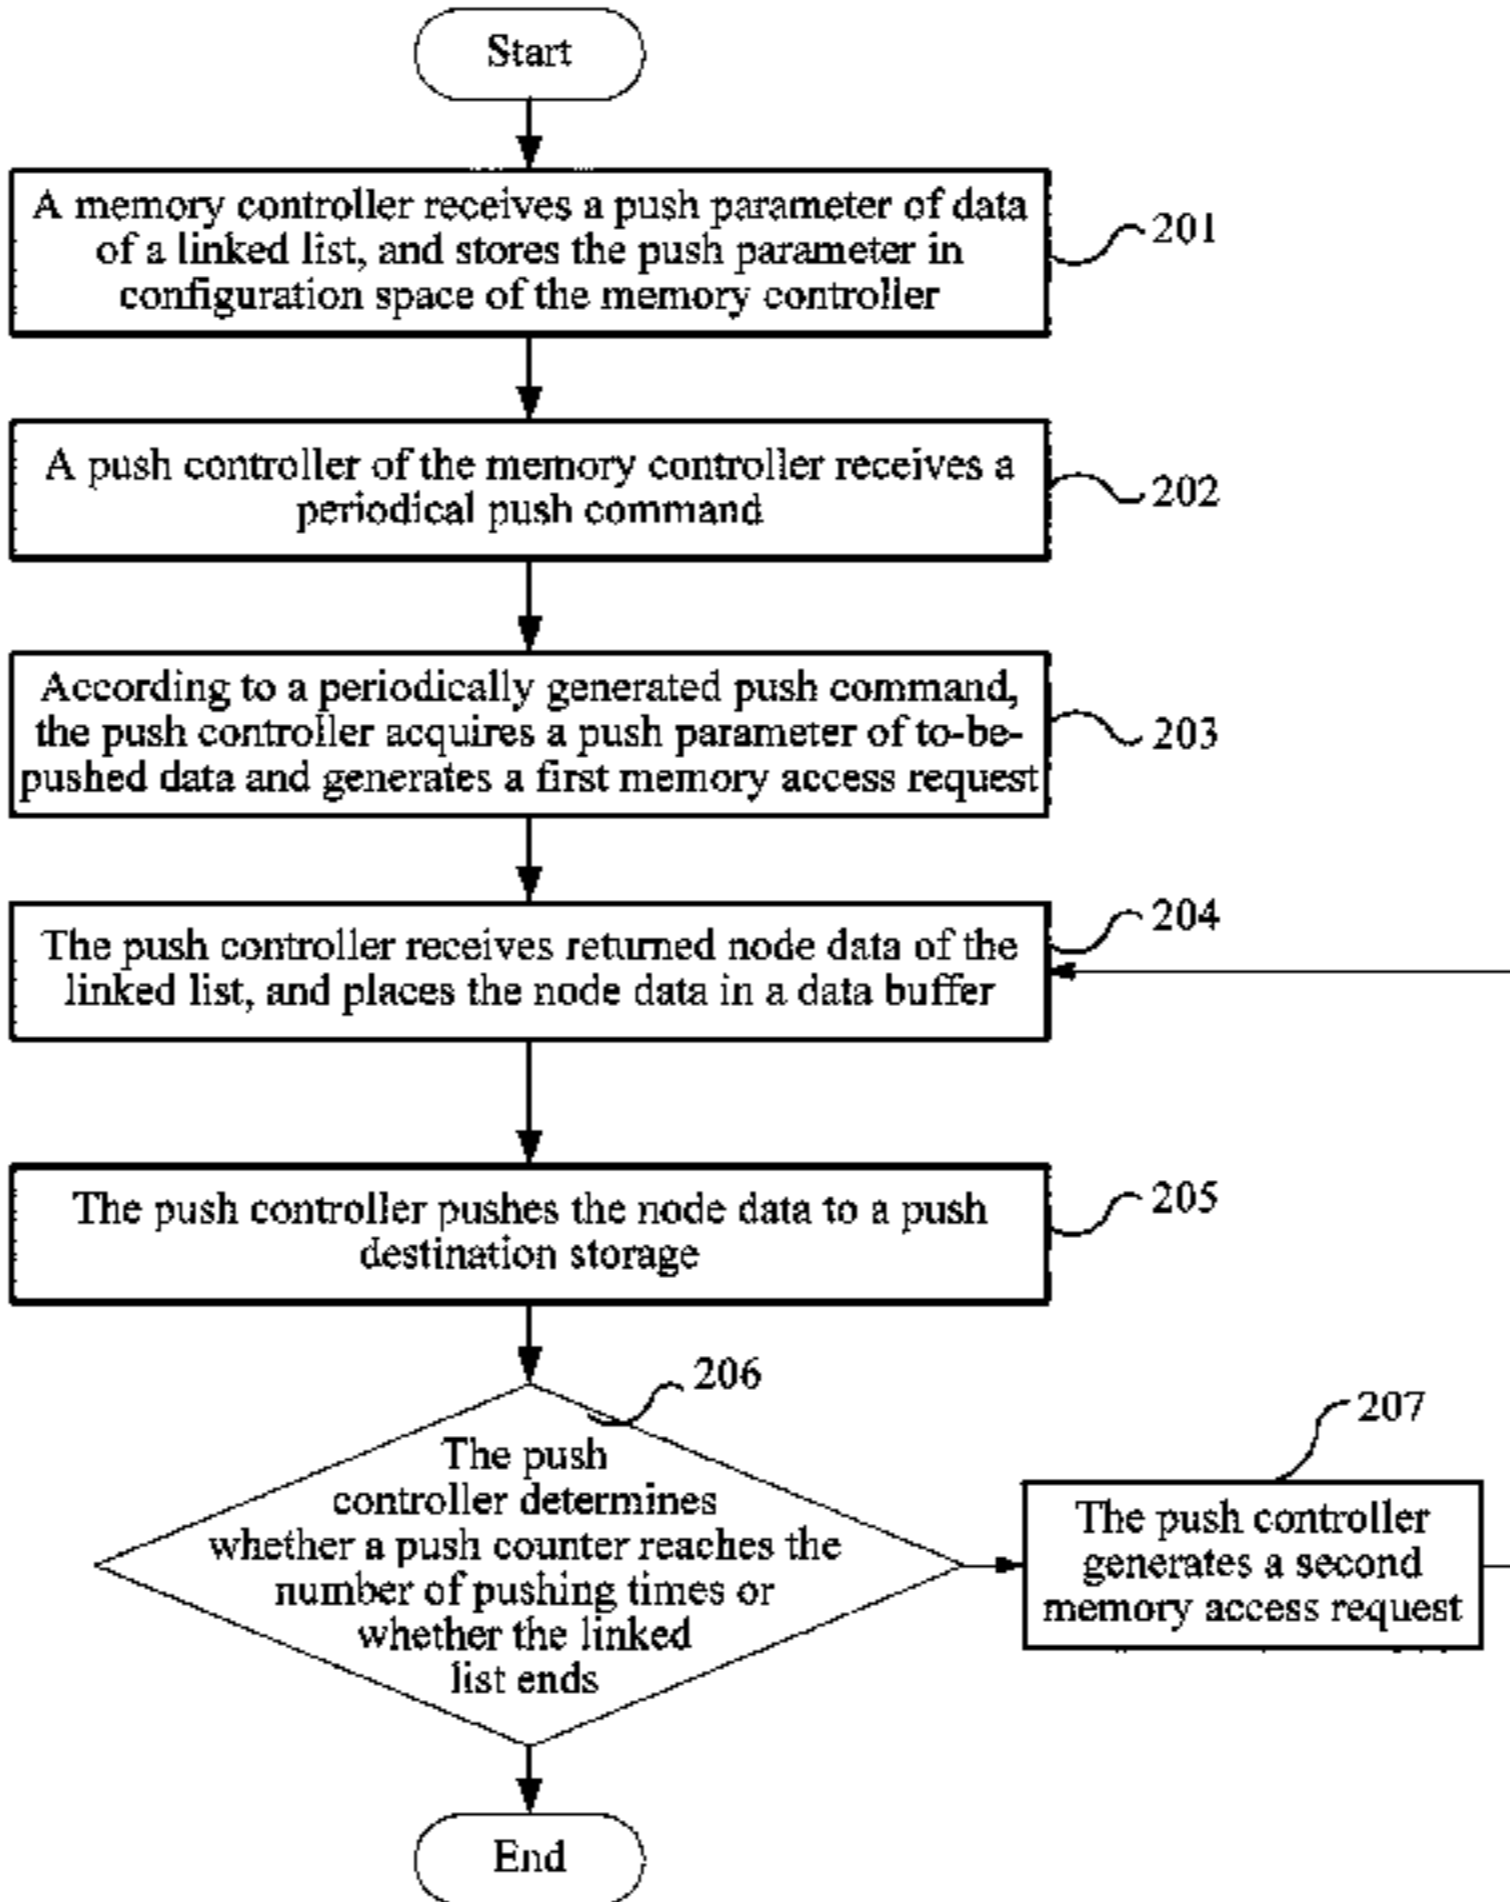 Start
A memory controller receives a push parameter of data
of a linked list, and stores the push parameter in
configuration space of the memory controller
201
A push controller of the memory controller receives a
periodical push command
202
According to a periodically generated push command,
the push controller acquires a push parameter of to-be-
pushed data and generates a first memory access request
203
The push controller receives returned node data of the
linked list, and places the node data in a data buffer
204
The push controller pushes the node data to a push
destination storage
205
206
The push
controller determines
whether a push counter reaches the
number of pushing times or
whether the linked
list ends
207
The push controller
generates a second
memory access request
End